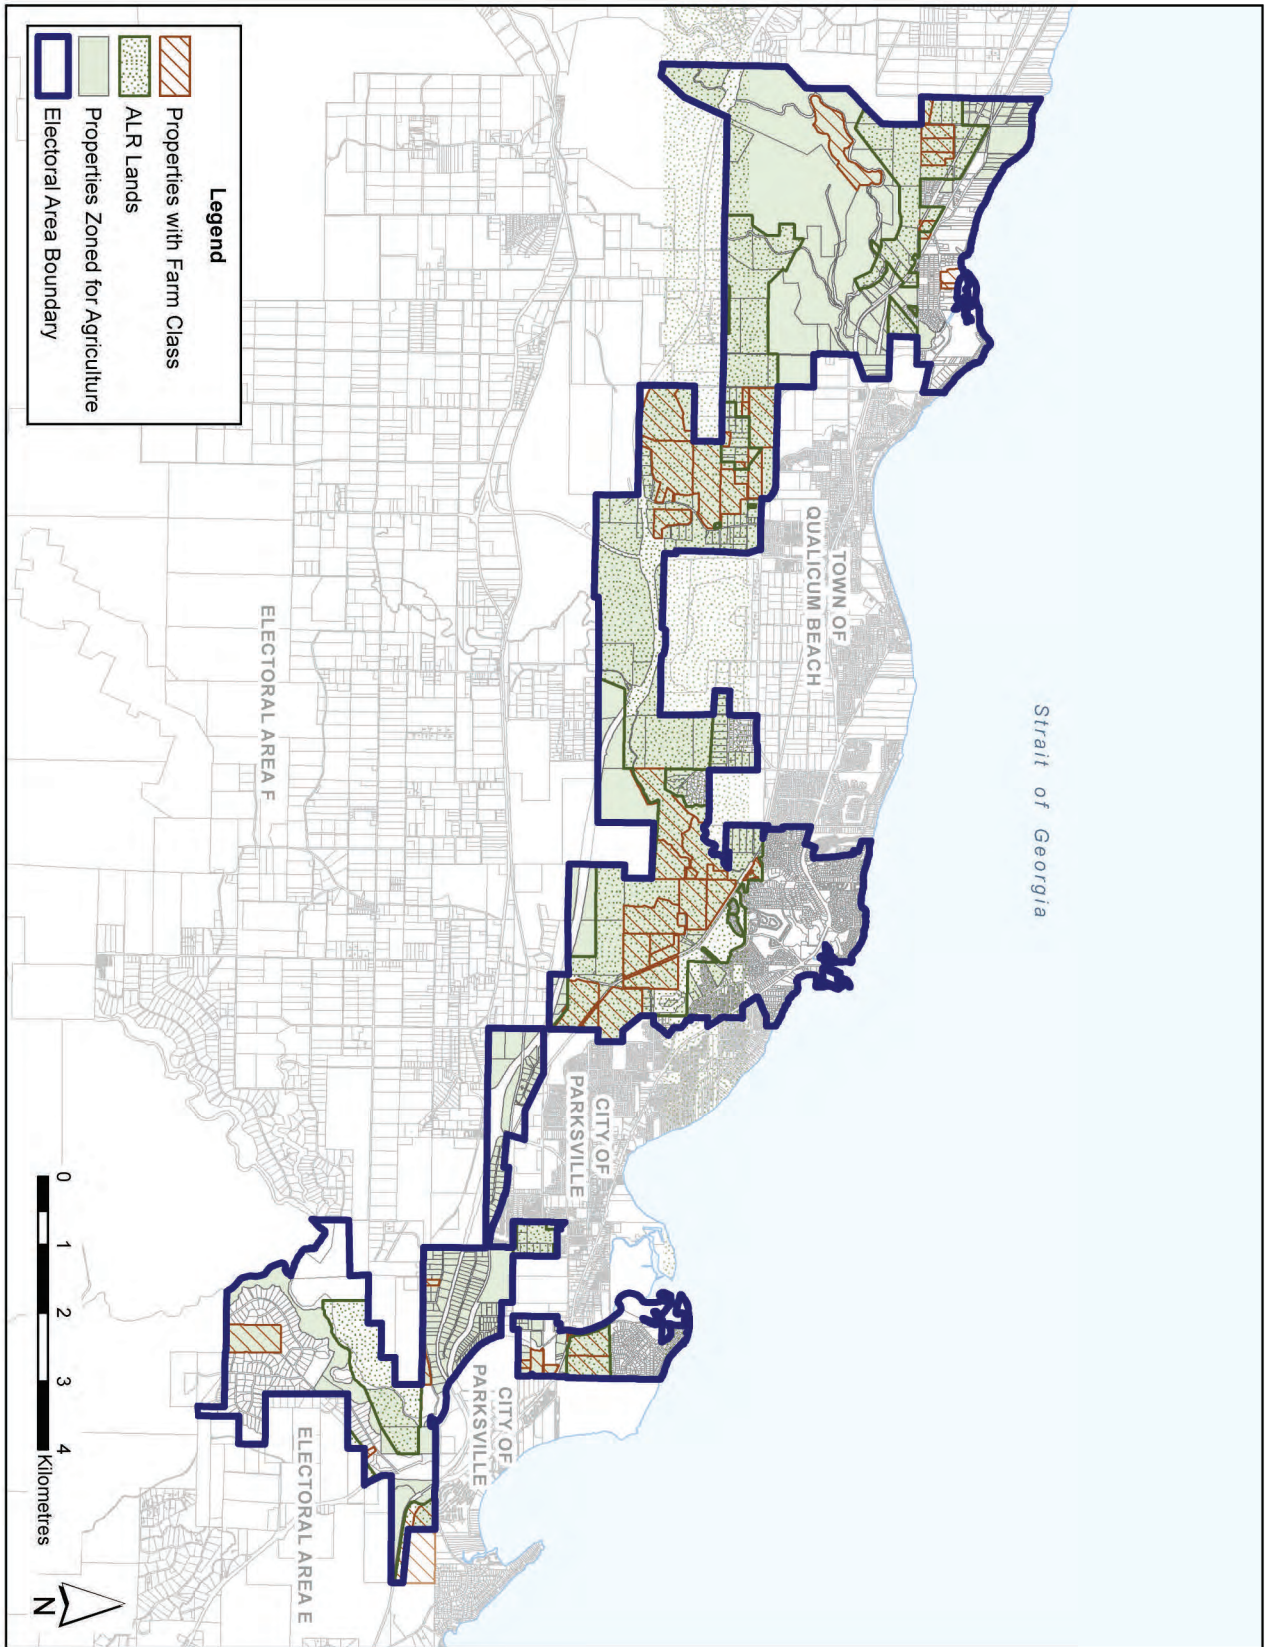 Strait of Georgia
TOWN OF
QUALICUM BEACH
CITY OF
PARKSVILLE
CITY OF
PARKSVILLE
ELECTORAL AREA F
ELECTORAL AREA E
Legend
Properties with Farm Class
ALR Lands
Properties Zoned for Agriculture
Electoral Area Boundary
0 1 2 3 4
Kilometres
N